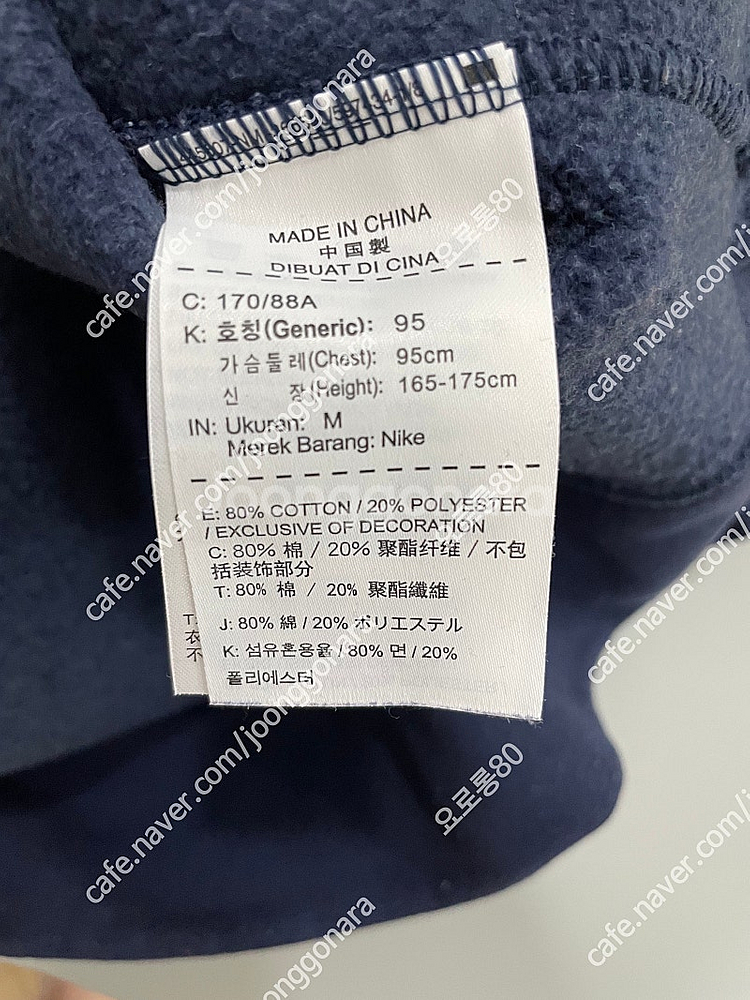 MADE IN CHINA
中国製
DIBUAT DI CINA
C: 170/88A
K: 호칭(Generic): 95
가슴둘레(Chest): 95cm
신 장(Height): 165-175cm
IN: Ukuran: M
Merek Barang: Nike
E: 80% COTTON / 20% POLYESTER
/ EXCLUSIVE OF DECORATION
C: 80% 棉 / 20% 聚酯纤维 / 不包
括装饰部分
T: 80% 棉 / 20% 聚酯纖維
J: 80% 綿 / 20% ポリエステル
K: 섬유혼용율 / 80% 면 / 20%
폴리에스터
T:
衣
不
cafe.naver.com/joonggonara
요로롱80
joonggonara